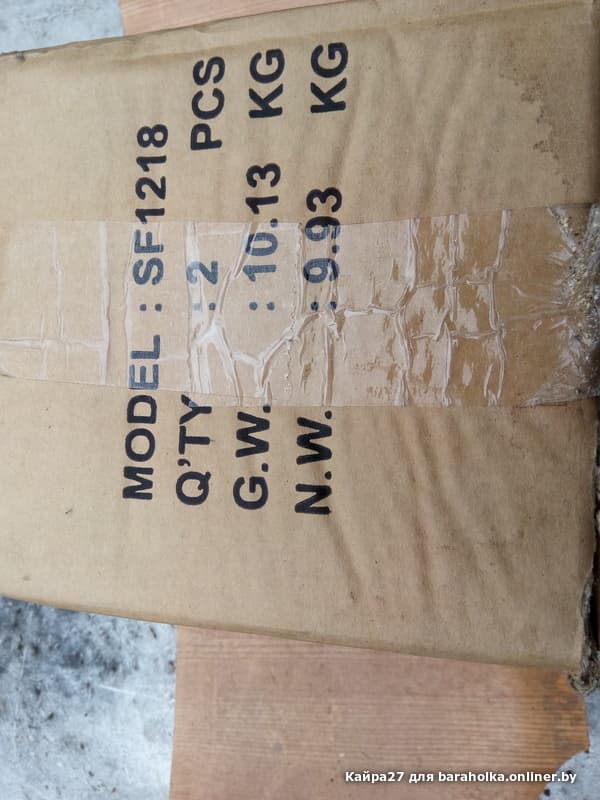 MODEL : SF1218
Q'TY : 2 PCS
G.W. : 10.13 KG
N.W. : 9.93 KG
Кайра27 для baraholka.onliner.by